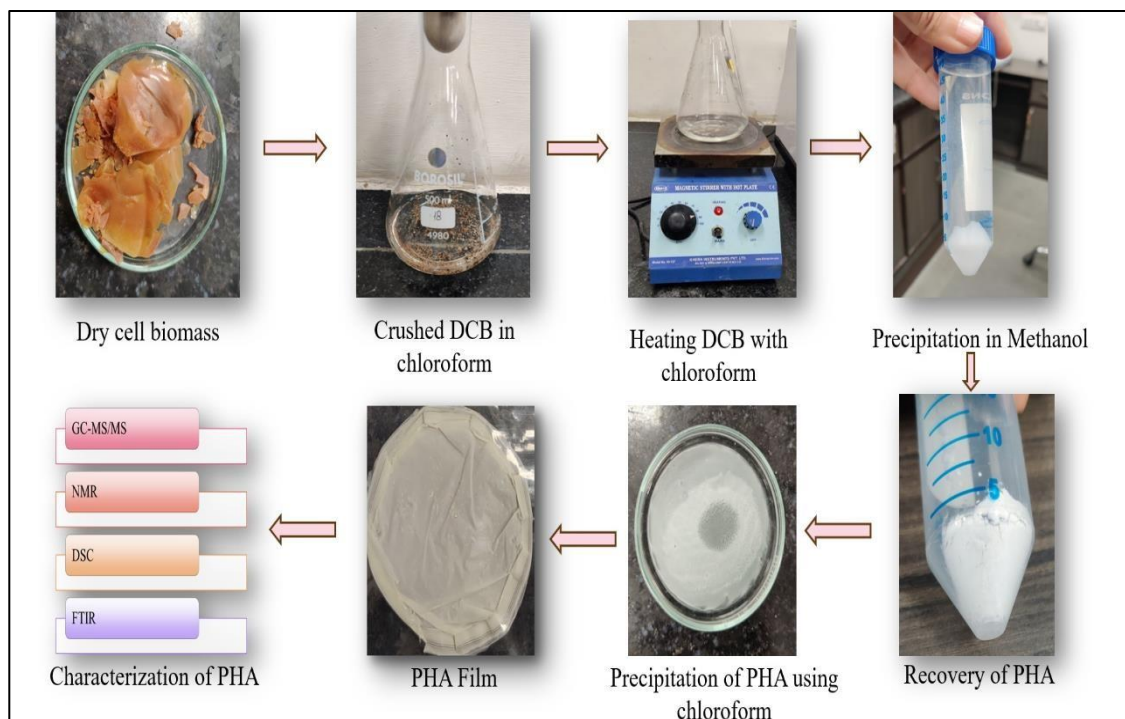 BOROSIL
500 ml
18
4980
MAGNETIC STIRRER WITH HOT PLATE
Dry cell biomass
Crushed DCB in
chloroform
Heating DCB with
chloroform
Precipitation in Methanol
GC-MS/MS
NMR
DSC
FTIR
10
5
Characterization of PHA
PHA Film
Precipitation of PHA using
chloroform
Recovery of PHA